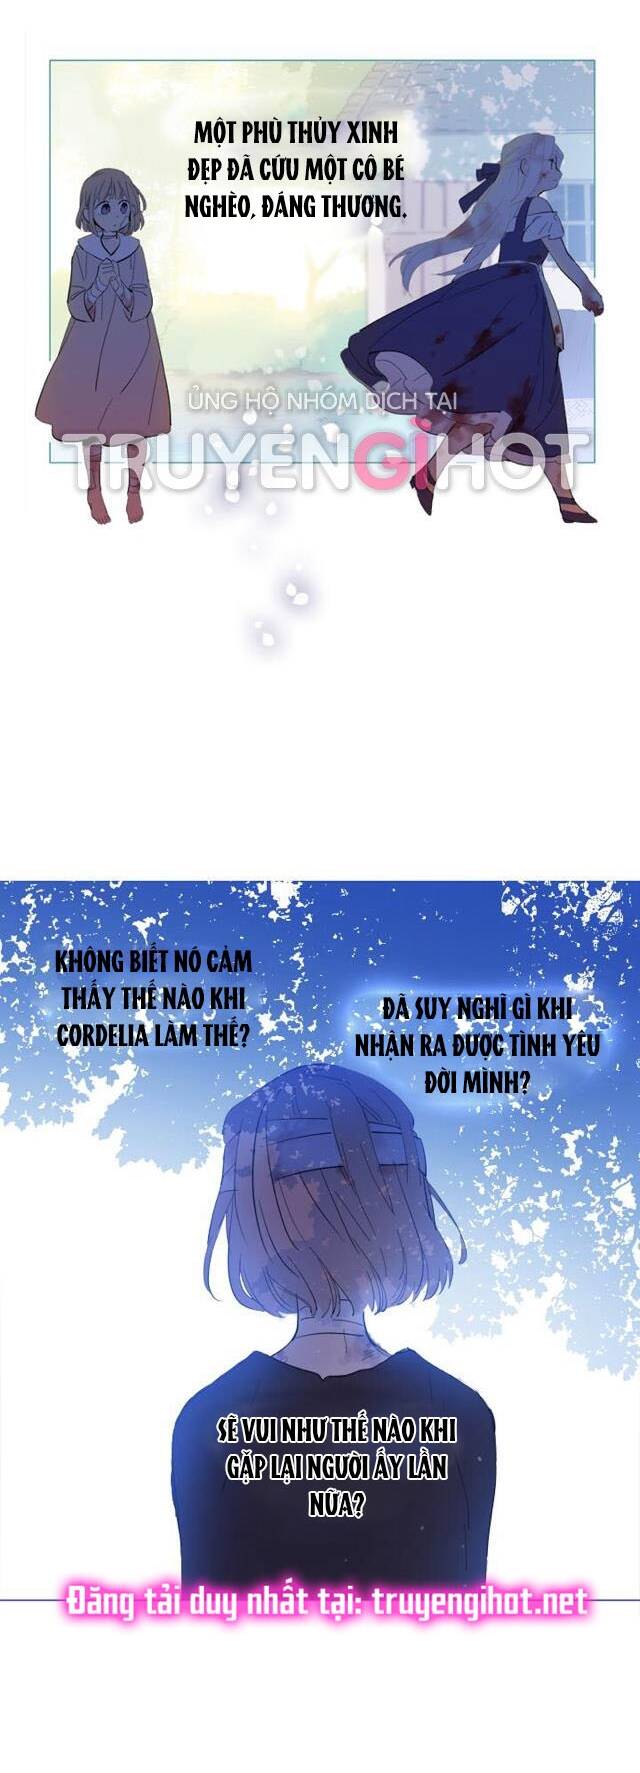 MỘT PHÙ THỦY XINH
ĐẸP ĐÃ CỨU MỘT CÔ BÉ
NGHÈO, ĐÁNG THƯƠNG.
ỦNG HỘ NHÓM DỊCH TẠI
TRUYENGIHOT
KHÔNG BIẾT NÓ CẢM
THẤY THẾ NÀO KHI
CORDELIA LÀM THẾ?
ĐÃ SUY NGHĨ GÌ KHI
NHẬN RA ĐƯỢC TÌNH YÊU
ĐỜI MÌNH?
SẼ VUI NHƯ THẾ NÀO KHI
GẶP LẠI NGƯỜI ẤY LẦN
NỮA?
Đăng tải duy nhất tại: truyengihot.net